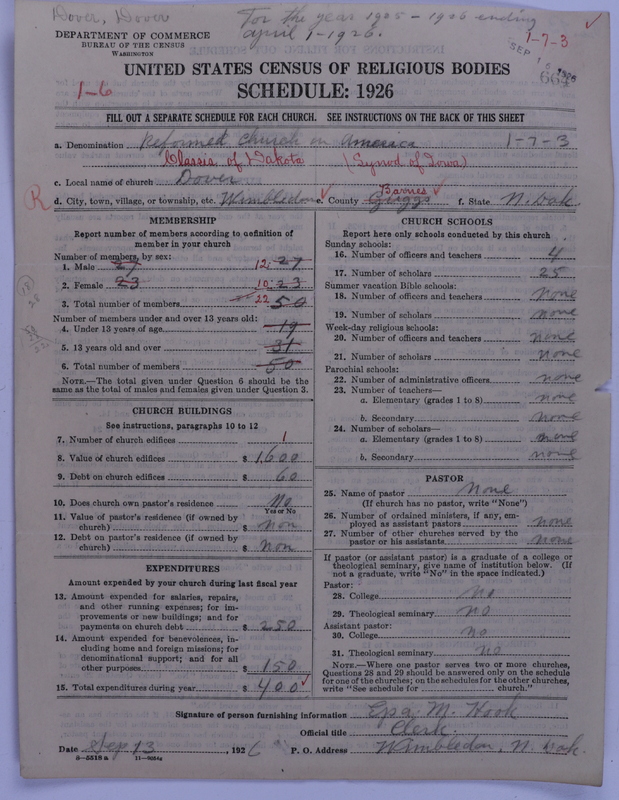 Dover, Dover
For the year 1925 - 1926 ending
April 1 - 1926.
DEPARTMENT OF COMMERCE
BUREAU OF THE CENSUS
WASHINGTON
1-7-3
SEP 1926
664
UNITED STATES CENSUS OF RELIGIOUS BODIES
1-6
SCHEDULE: 1926
FILL OUT A SEPARATE SCHEDULE FOR EACH CHURCH. SEE INSTRUCTIONS ON THE BACK OF THIS SHEET
a. Denomination Reformed Church in America 1-7-3
Classis of Dakota (Synod of Iowa)
c. Local name of church Dover
Barnes
R d. City, town, village, or township, etc. Wimbledon e. County Griggs f. State N. Dak.
MEMBERSHIP
Report number of members according to definition of
member in your church
Number of members, by sex:
1. Male 27 12 27
2. Female 23 10 23
3. Total number of members 22 50
Number of members under and over 13 years old:
4. Under 13 years of age 19
5. 13 years old and over 31
6. Total number of members 50
NOTE.—The total given under Question 6 should be the
same as the total of males and females given under Question 3.
CHURCH BUILDINGS
See instructions, paragraphs 10 to 12
7. Number of church edifices 1
8. Value of church edifices $ 1,600
9. Debt on church edifices $ 60
10. Does church own pastor's residence No
Yes or No
11. Value of pastor's residence (if owned by
church) $ Non
12. Debt on pastor's residence (if owned by
church) $ Non
EXPENDITURES
Amount expended by your church during last fiscal year
13. Amount expended for salaries, repairs,
and other running expenses; for im-
provements or new buildings; and for
payments on church debt $ 250
14. Amount expended for benevolences, in-
cluding home and foreign missions; for
denominational support; and for all
other purposes $ 150
15. Total expenditures during year $ 400
CHURCH SCHOOLS
Report here only schools conducted by this church
Sunday schools:
16. Number of officers and teachers 4
17. Number of scholars 25
Summer vacation Bible schools:
18. Number of officers and teachers none
19. Number of scholars none
Week-day religious schools:
20. Number of officers and teachers none
21. Number of scholars none
Parochial schools:
22. Number of administrative officers none
23. Number of teachers—
a. Elementary (grades 1 to 8) none
b. Secondary none
24. Number of scholars—
a. Elementary (grades 1 to 8) none
b. Secondary none
PASTOR
25. Name of pastor None
(If church has no pastor, write "None")
26. Number of ordained ministers, if any, em-
ployed as assistant pastors none
27. Number of other churches served by the
pastor or his assistants None
If pastor (or assistant pastor) is a graduate of a college or
theological seminary, give name of institution below. (If
not a graduate, write "No" in the space indicated.)
Pastor:
28. College No
29. Theological seminary No
Assistant pastor:
30. College No
31. Theological seminary no
NOTE.—Where one pastor serves two or more churches,
Questions 28 and 29 should be answered only on the schedule
for one of the churches; on the schedules for the other churches,
write "See schedule for church."
Signature of person furnishing information M. Hook
Official title Clerk
Date Sep 13, 1926 P. O. Address Wimbledon, N. Dak.
8—5518 a